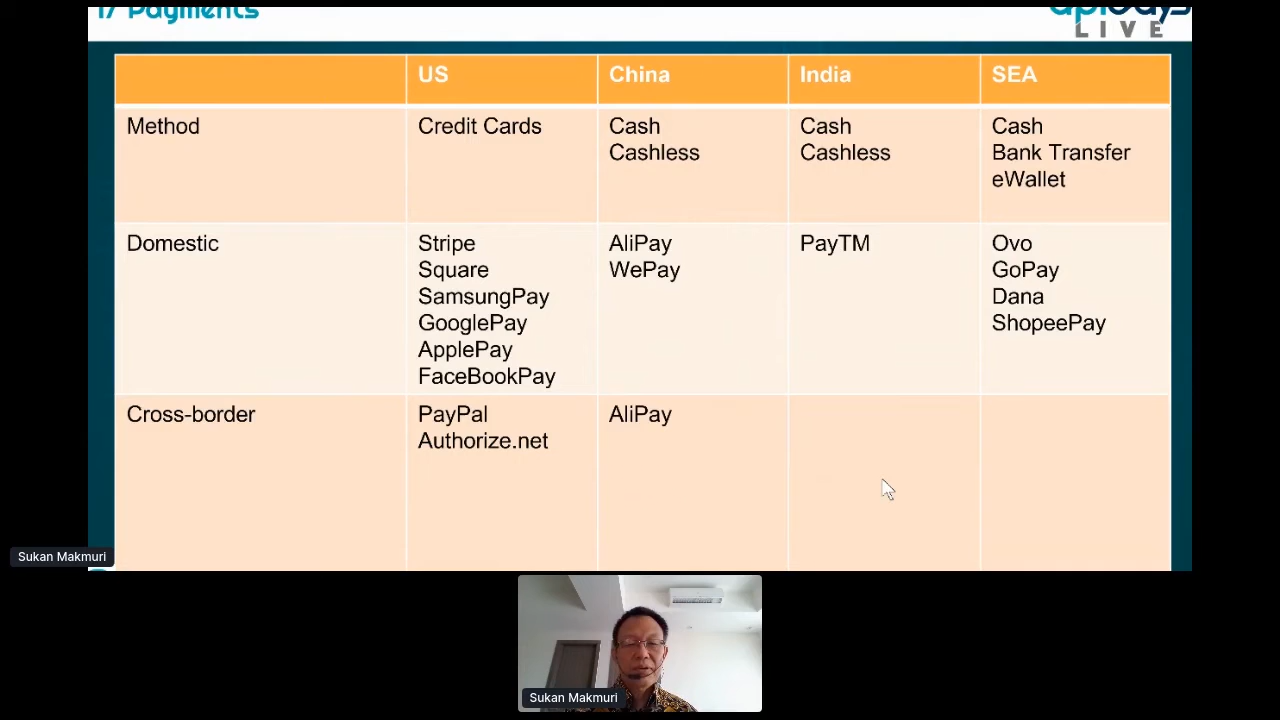 17 Payments
apidays
LIVE
US China India SEA
Method Credit Cards Cash Cash Cash
Cashless Cashless Bank Transfer
eWallet
Domestic Stripe AliPay PayTM Ovo
Square WePay GoPay
SamsungPay Dana
GooglePay ShopeePay
ApplePay
FaceBookPay
Cross-border PayPal AliPay
Authorize.net
Sukan Makmuri
Sukan Makmuri